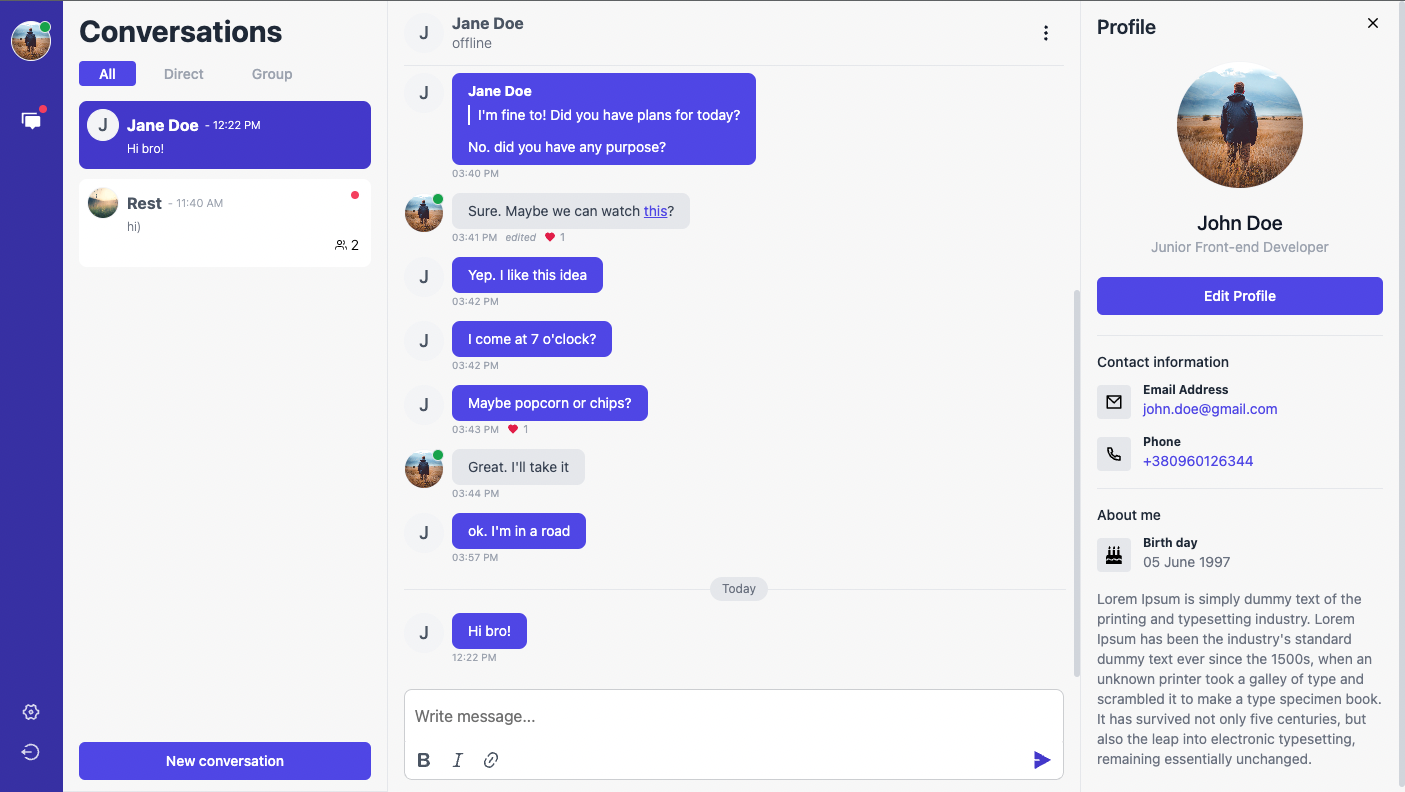 Conversations
All Direct Group
J Jane Doe - 12:22 PM
Hi bro!
Rest - 11:40 AM
hi)
2
New conversation
J Jane Doe
offline
J Jane Doe
I'm fine to! Did you have plans for today?
No. did you have any purpose?
03:40 PM
Sure. Maybe we can watch this?
03:41 PM edited 1
J Yep. I like this idea
03:42 PM
J I come at 7 o'clock?
03:42 PM
J Maybe popcorn or chips?
03:43 PM 1
Great. I'll take it
03:44 PM
J ok. I'm in a road
03:57 PM
Today
J Hi bro!
12:22 PM
Write message...
B I
Profile
John Doe
Junior Front-end Developer
Edit Profile
Contact information
Email Address
john.doe@gmail.com
Phone
+380960126344
About me
Birth day
05 June 1997
Lorem Ipsum is simply dummy text of the
printing and typesetting industry. Lorem
Ipsum has been the industry's standard
dummy text ever since the 1500s, when an
unknown printer took a galley of type and
scrambled it to make a type specimen book.
It has survived not only five centuries, but
also the leap into electronic typesetting,
remaining essentially unchanged.